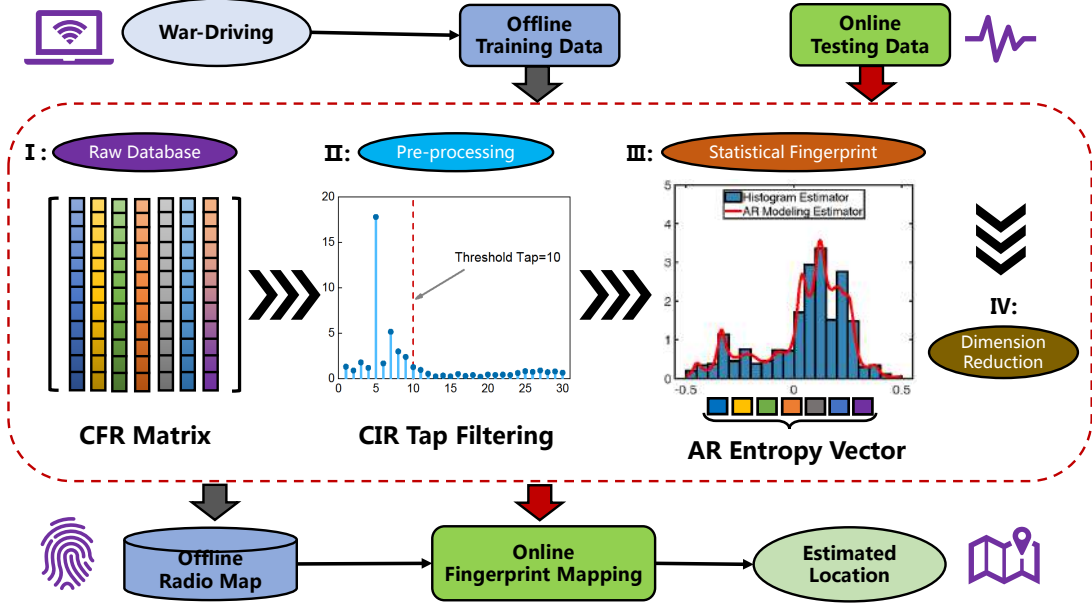 War-Driving
Offline
Training Data
Online
Testing Data
I:
Raw Database
II:
Pre-processing
III:
Statistical Fingerprint
20
15
10
5
0
Threshold Tap=10
0 5 10 15 20 25 30
5
4
3
2
1
0
Histogram Estimator
AR Modeling Estimator
-0.5 0 0.5
IV:
Dimension
Reduction
CFR Matrix
CIR Tap Filtering
AR Entropy Vector
Offline
Radio Map
Online
Fingerprint Mapping
Estimated
Location